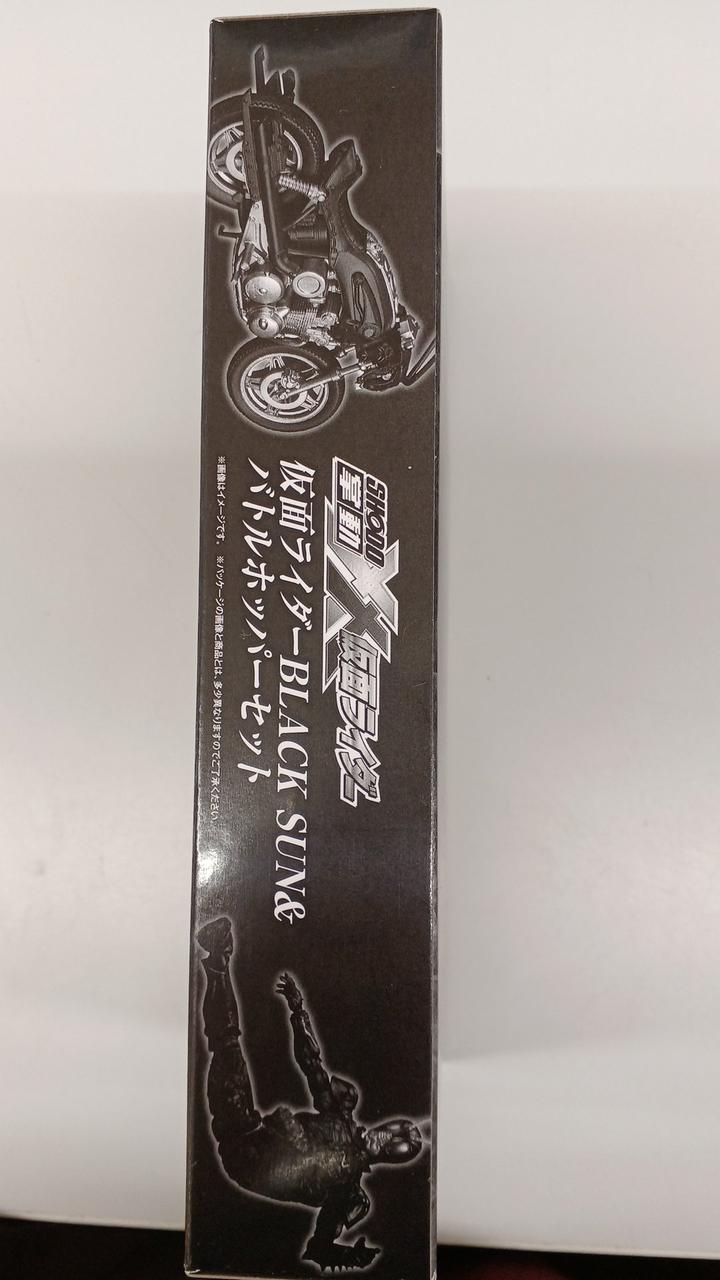 SHODO
掌動
X
仮面ライダー
仮面ライダーBLACK SUN&
バトルホッパーセット
※画像はイメージです。 ※パッケージの画像と商品とは、多少異なりますのでご了承ください。